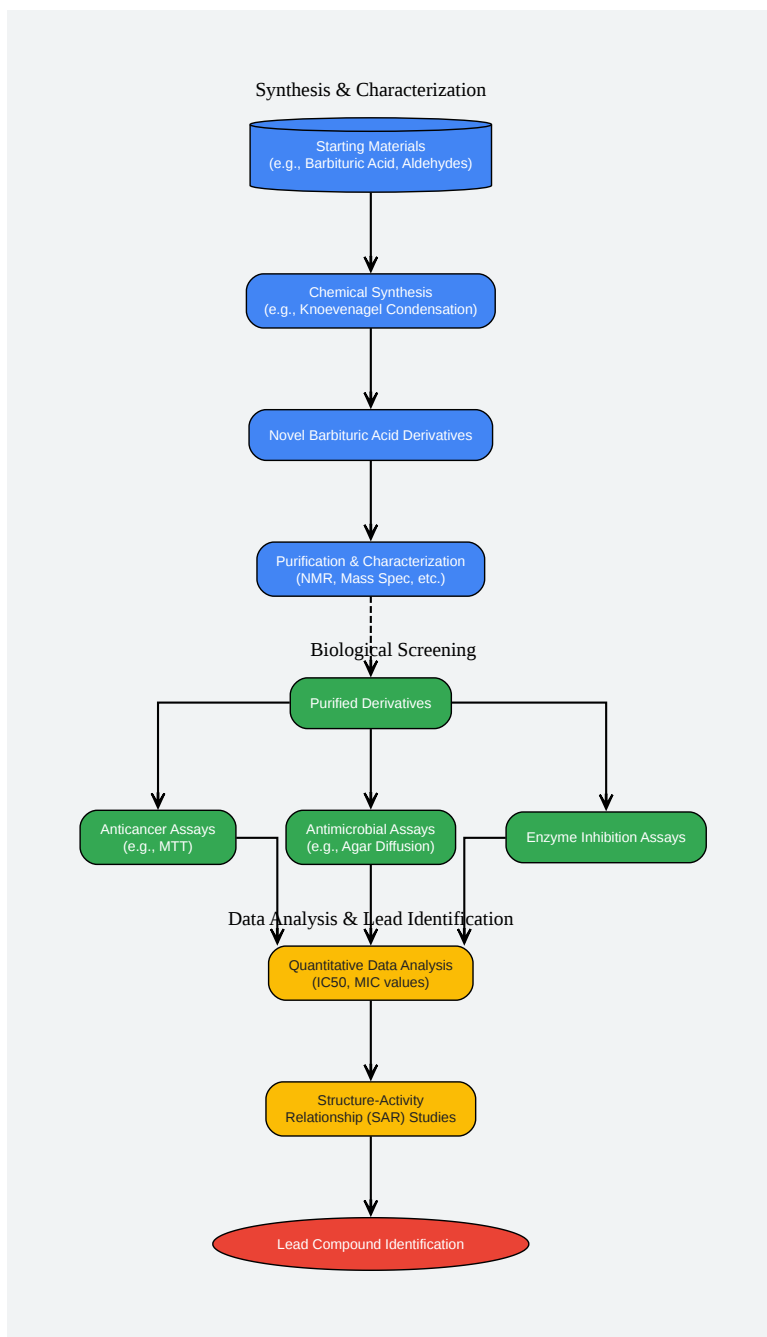 Synthesis & Characterization
Starting Materials
(e.g., Barbituric Acid, Aldehydes)
Chemical Synthesis
(e.g., Knoevenagel Condensation)
Novel Barbituric Acid Derivatives
Purification & Characterization
(NMR, Mass Spec, etc.)
Biological Screening
Purified Derivatives
Anticancer Assays
(e.g., MTT)
Antimicrobial Assays
(e.g., Agar Diffusion)
Enzyme Inhibition Assays
Data Analysis & Lead Identification
Quantitative Data Analysis
(IC50, MIC values)
Structure-Activity
Relationship (SAR) Studies
Lead Compound Identification